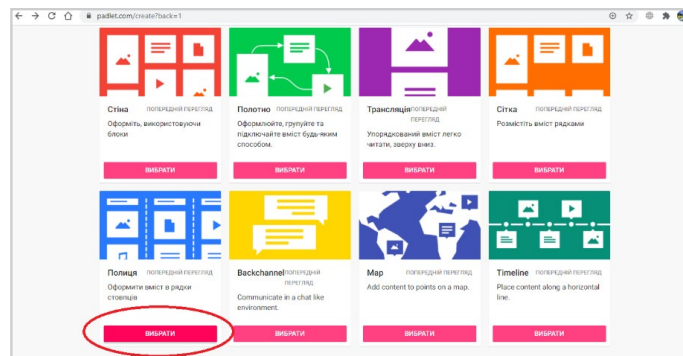 padlet.com/create?back=1
Стіна ПОПЕРЕДНІЙ ПЕРЕГЛЯД
Оформіть, використовуючи
блоки
ВИБРАТИ
Полотно ПОПЕРЕДНІЙ ПЕРЕГЛЯД
Оформлюйте, групуйте та
підключайте вміст будь-яким
способом.
ВИБРАТИ
Трансляція ПОПЕРЕДНІЙ
ПЕРЕГЛЯД
Упорядкований вміст легко
читати, зверху вниз.
ВИБРАТИ
Сітка ПОПЕРЕДНІЙ ПЕРЕГЛЯД
Розмістіть вміст рядками
ВИБРАТИ
Полиця ПОПЕРЕДНІЙ ПЕРЕГЛЯД
Оформити вміст в рядки
стовпців
ВИБРАТИ
Backchannel ПОПЕРЕДНІЙ
ПЕРЕГЛЯД
Communicate in a chat like
environment.
ВИБРАТИ
Map ПОПЕРЕДНІЙ ПЕРЕГЛЯД
Add content to points on a map.
ВИБРАТИ
Timeline ПОПЕРЕДНІЙ ПЕРЕГЛЯД
Place content along a horizontal
line.
ВИБРАТИ